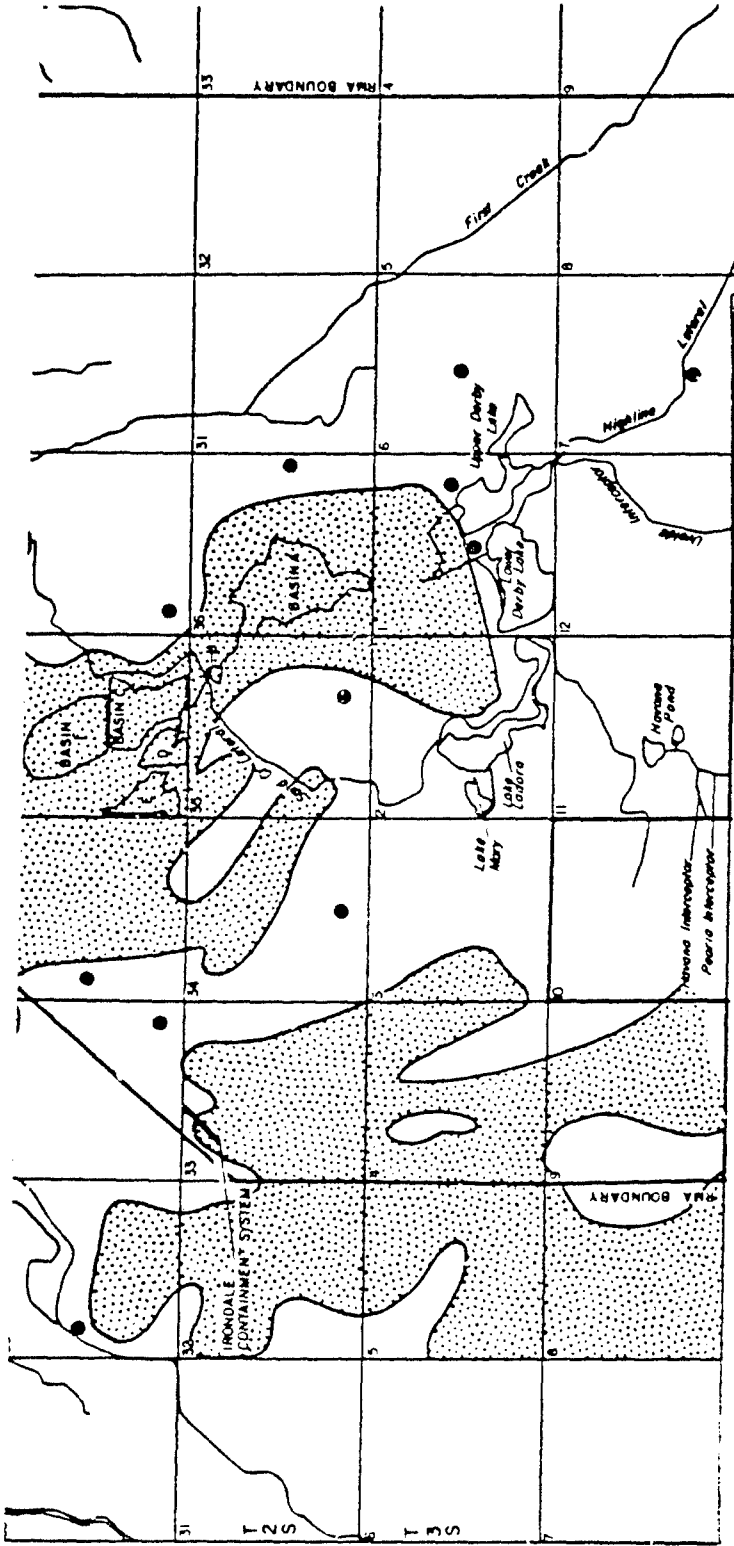 BASIN
F
BASIN
C
D
E
31 32 33 34 35 36 31 32 33
B
Lateral
T 2 S
IRONDALE
CONTAINMENT SYSTEM
BASIN A
RMA BOUNDARY
6 5 4 3 2 1 6 5 4
T 3 S
First Creek
Upper Derby
Lake
Lower
Derby Lake
Lake
Mary
Lake
Ladora
7 8 9 10 11 12 7 8 9
RMA BOUNDARY
Havana
Pond
Uvalda Interceptor
Highline Lateral
Havana Interceptor
Peoria Interceptor